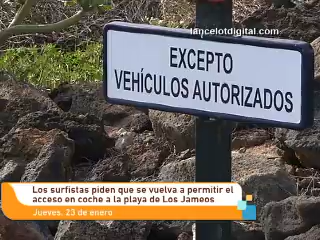 lancelotdigital.com
EXCEPTO
VEHÍCULOS AUTORIZADOS
Los surfistas piden que se vuelva a permitir el
acceso en coche a la playa de Los Jameos
Jueves, 23 de enero